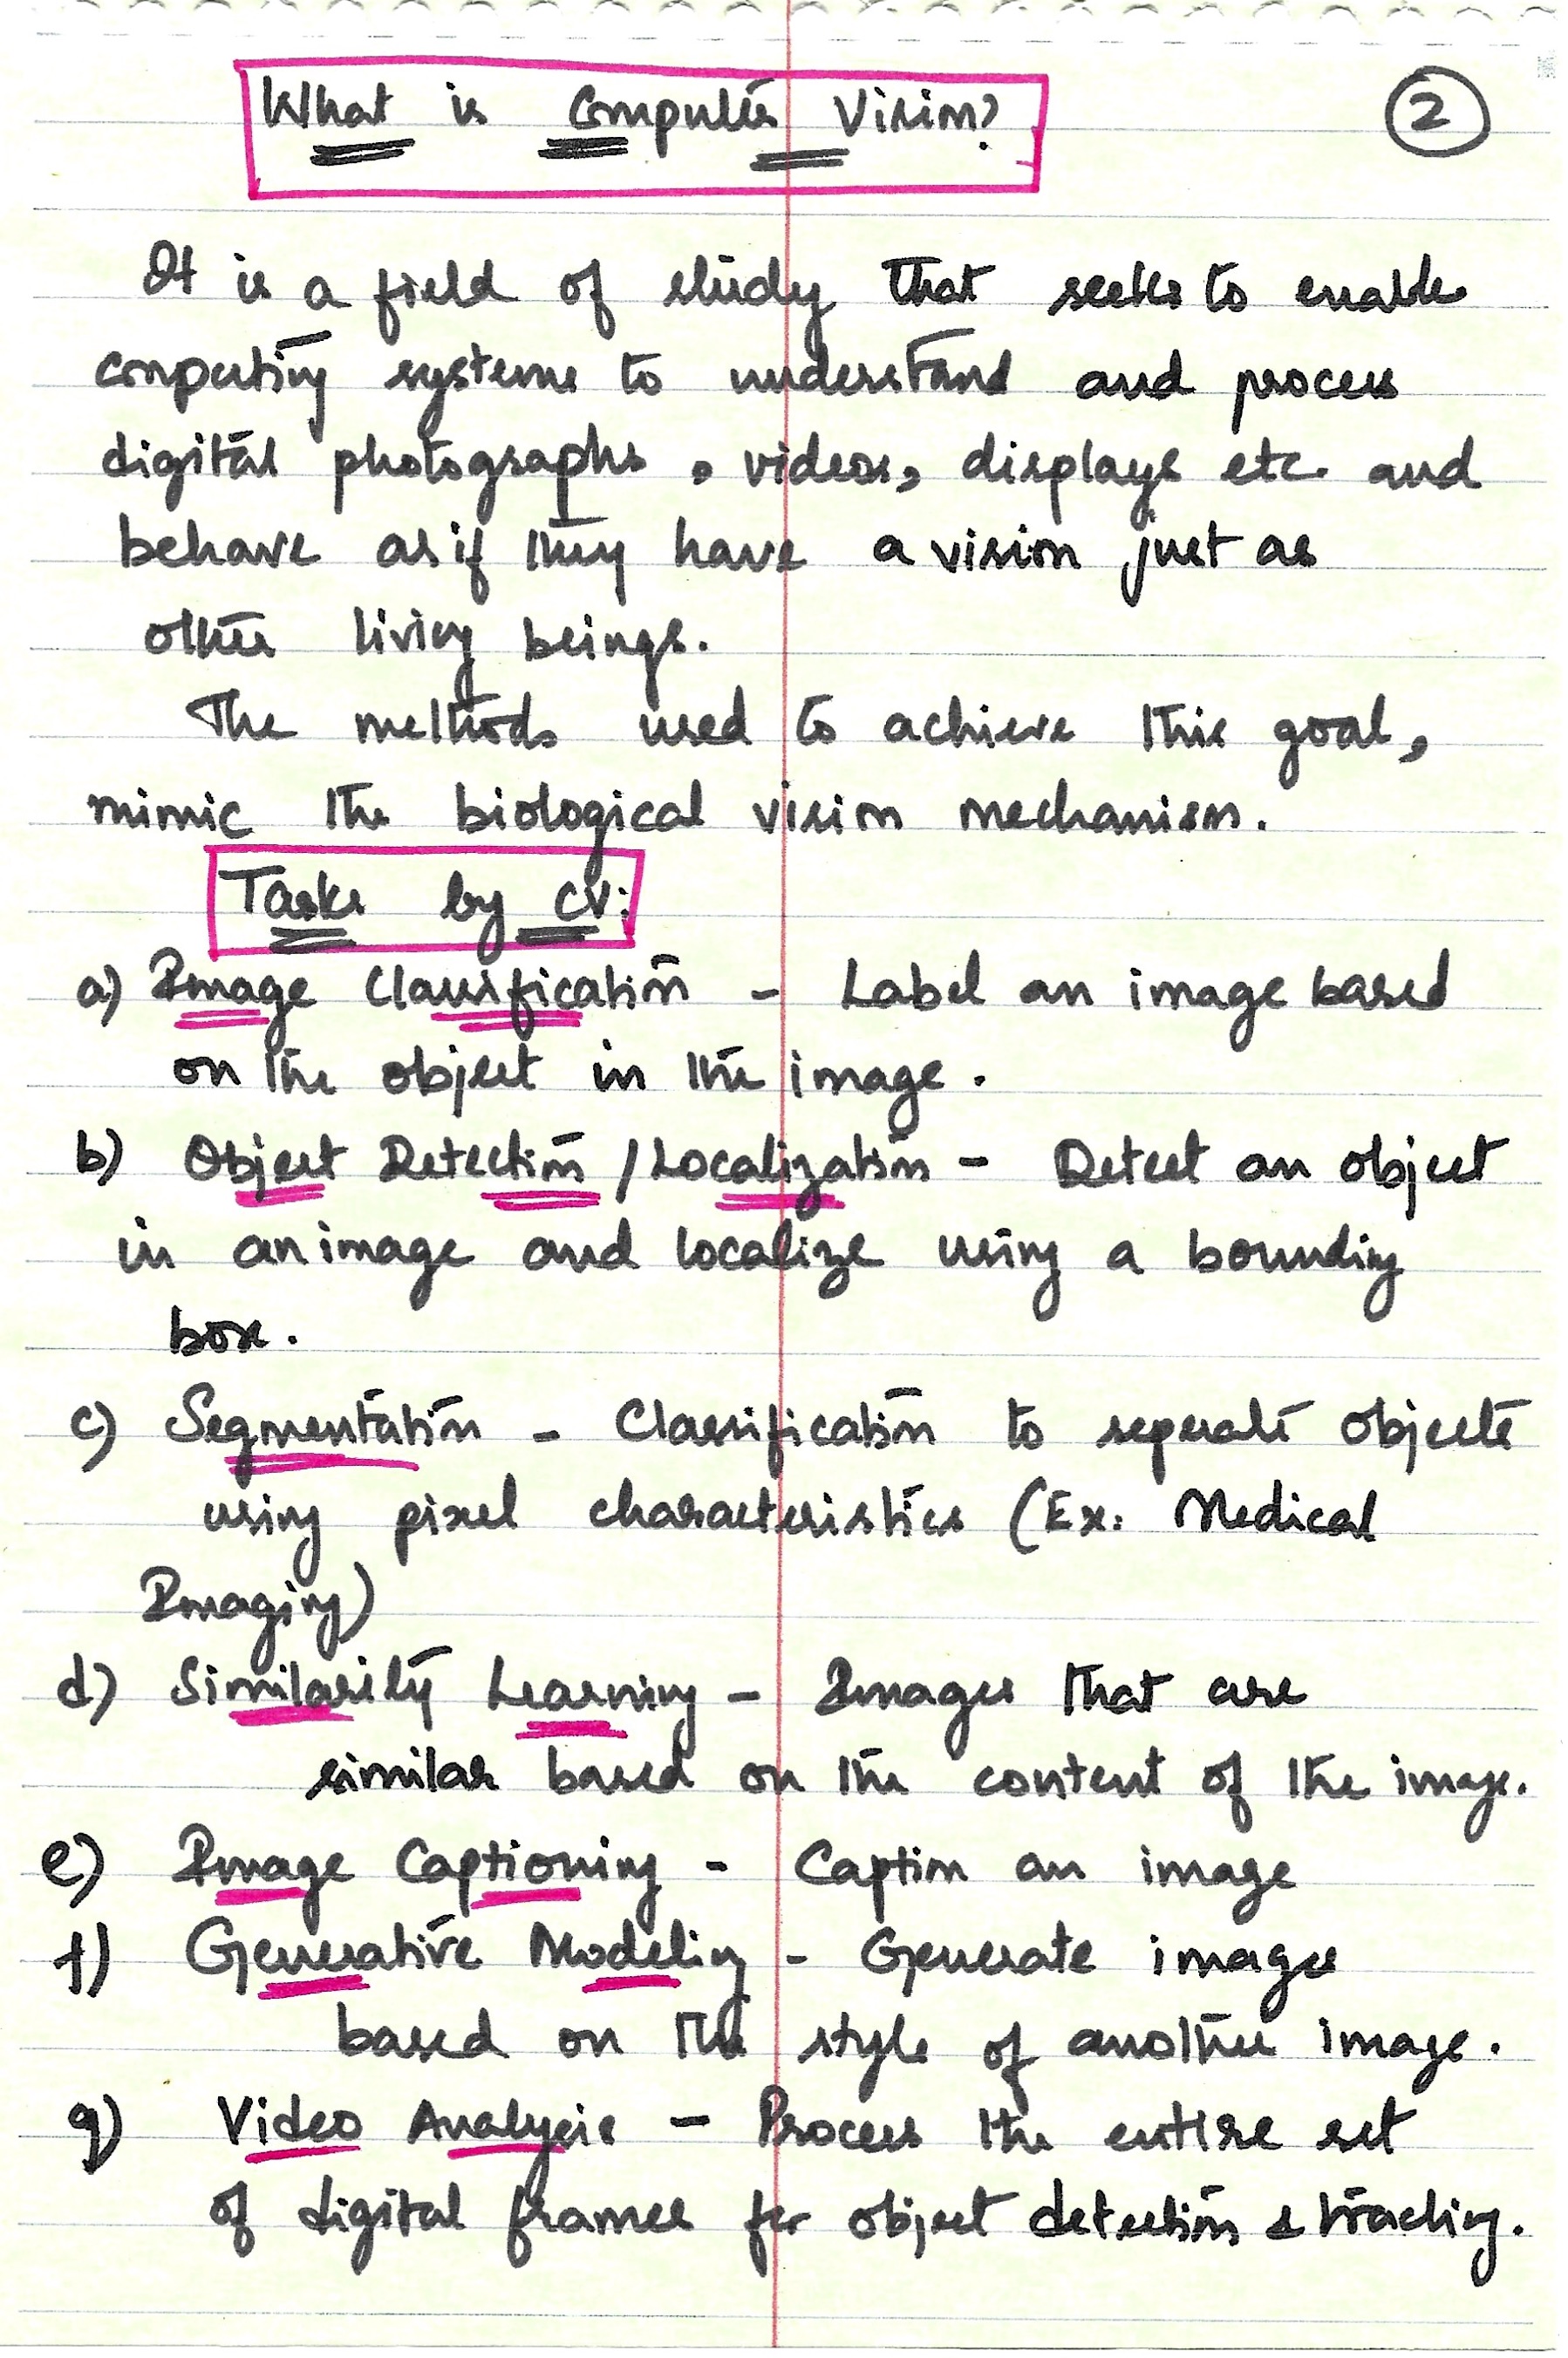 What is Computer Vision?
2
It is a field of study that seeks to enable
computing systems to understand and process
digital photographs, videos, displays etc. and
behave as if they have a vision just as
other living beings.
The methods used to achieve this goal,
mimic the biological vision mechanism.
Tasks by CV:
a) Image Classification - Label an image based
on the object in the image.
b) Object Detection / Localization - Detect an object
in an image and localize using a bounding
box.
c) Segmentation - Classification to seperate objects
using pixel characteristics (Ex: Medical
Imaging)
d) Similarity Learning - Images that are
similar based on the content of the image.
e) Image Captioning - Caption an image
f) Generative Modeling - Generate images
based on the style of another image.
g) Video Analysis - Process the entire set
of digital frames for object detection & tracking.